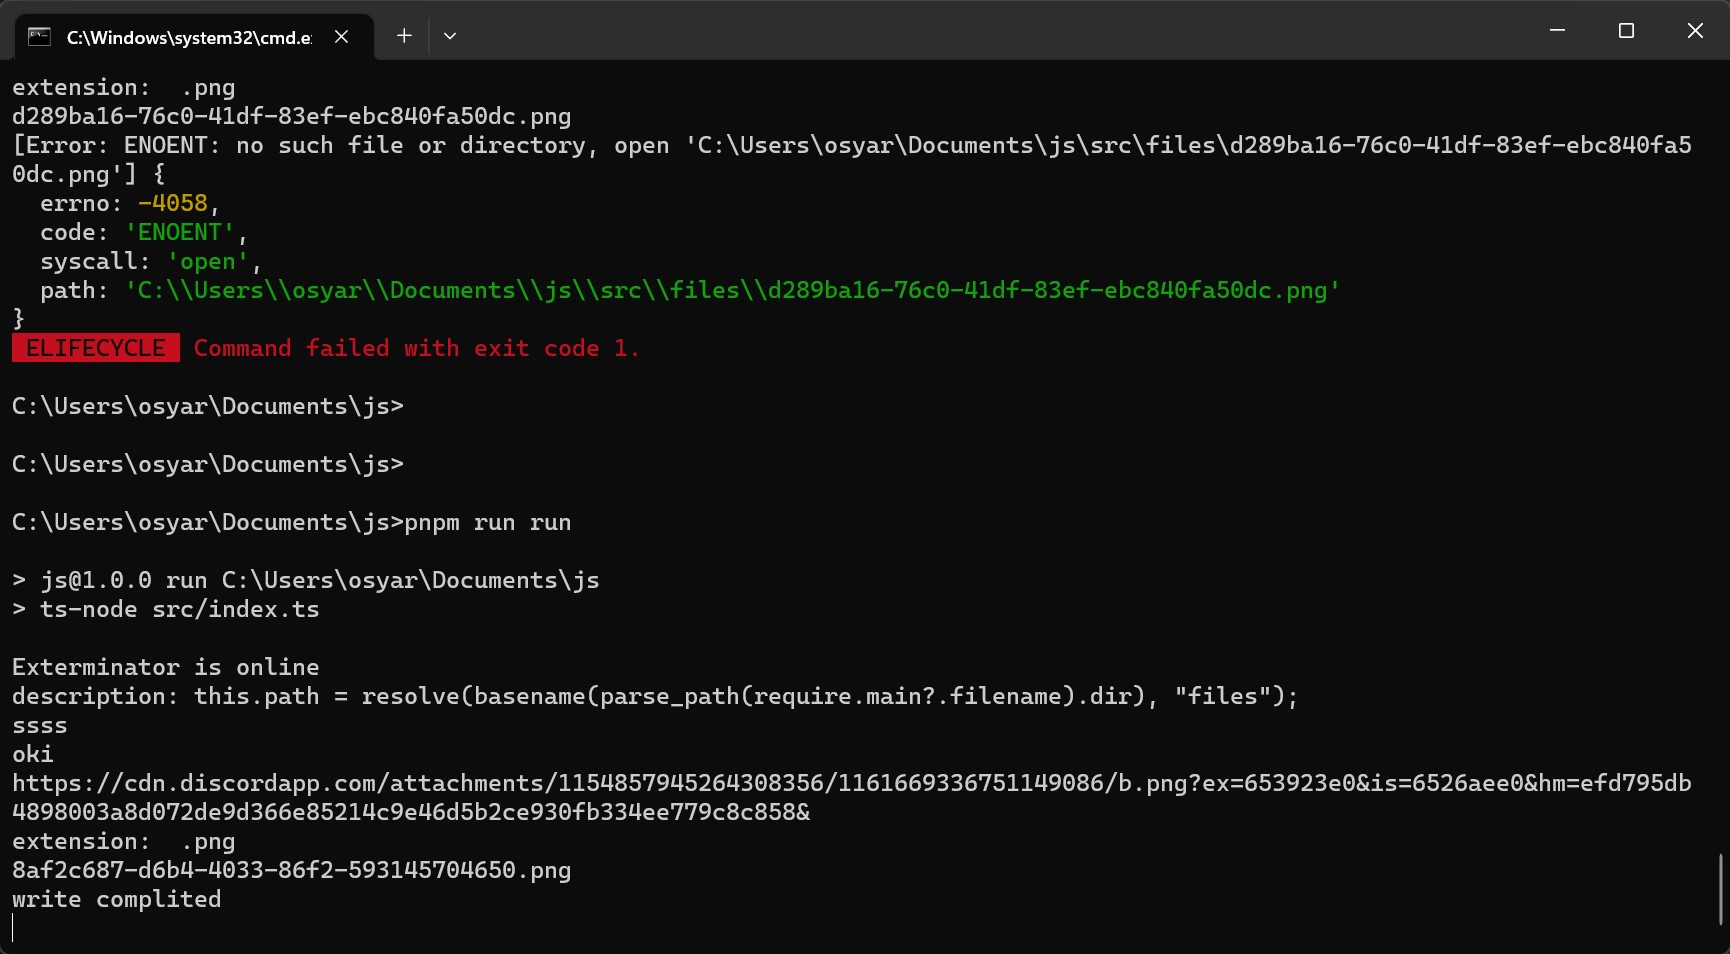 C:\Windows\system32\cmd.e
extension:  .png
d289ba16-76c0-41df-83ef-ebc840fa50dc.png
[Error: ENOENT: no such file or directory, open 'C:\Users\osyar\Documents\js\src\files\d289ba16-76c0-41df-83ef-ebc840fa5
0dc.png'] {
  errno: -4058,
  code: 'ENOENT',
  syscall: 'open',
  path: 'C:\\Users\\osyar\\Documents\\js\\src\\files\\d289ba16-76c0-41df-83ef-ebc840fa50dc.png'
}
ELIFECYCLE  Command failed with exit code 1.
C:\Users\osyar\Documents\js>
C:\Users\osyar\Documents\js>
C:\Users\osyar\Documents\js>pnpm run run
> js@1.0.0 run C:\Users\osyar\Documents\js
> ts-node src/index.ts
Exterminator is online
description: this.path = resolve(basename(parse_path(require.main?.filename).dir), "files");
ssss
oki
https://cdn.discordapp.com/attachments/1154857945264308356/1161669336751149086/b.png?ex=653923e0&is=6526aee0&hm=efd795db
4898003a8d072de9d366e85214c9e46d5b2ce930fb334ee779c8c858&
extension:  .png
8af2c687-d6b4-4033-86f2-593145704650.png
write complited